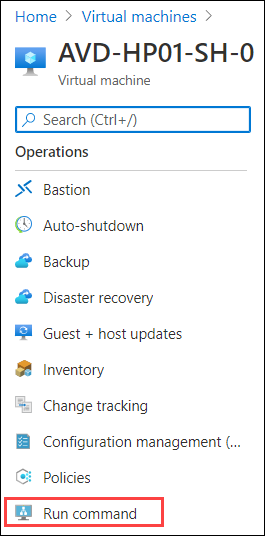 Home > Virtual machines >
AVD-HP01-SH-0
Virtual machine
Search (Ctrl+/)
Operations
Bastion
Auto-shutdown
Backup
Disaster recovery
Guest + host updates
Inventory
Change tracking
Configuration management (...
Policies
Run command